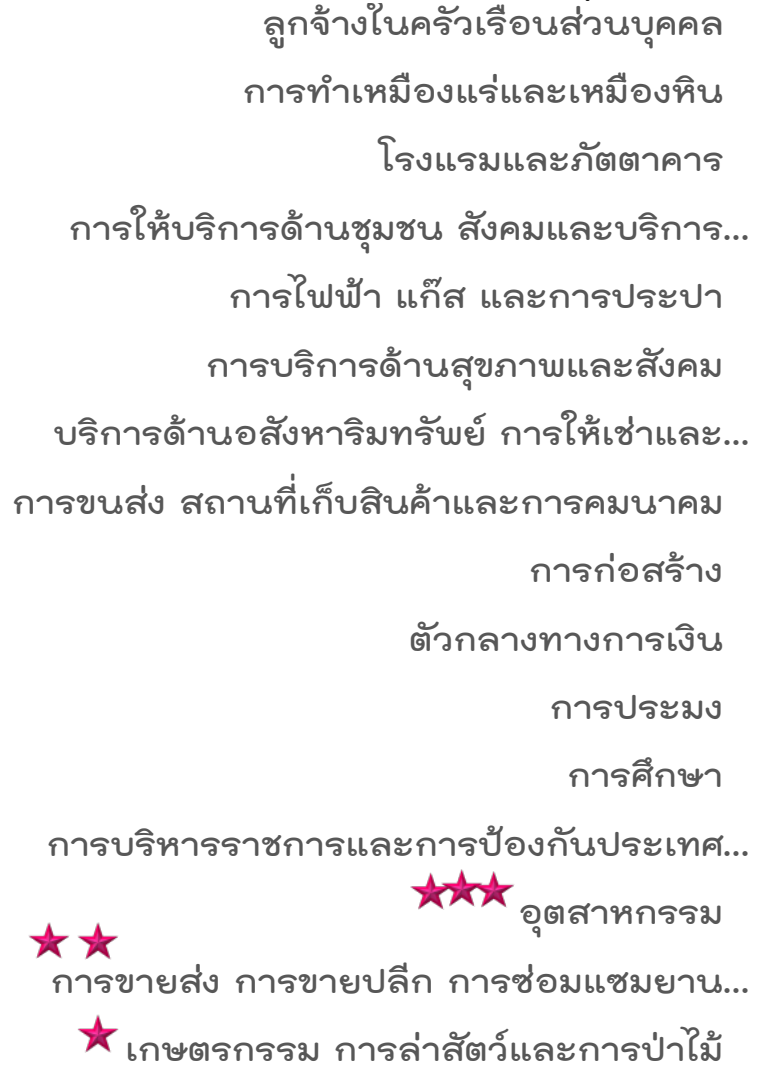 ลูกจ้างในครัวเรือนส่วนบุคคล
การทำเหมืองแร่และเหมืองหิน
โรงแรมและภัตตาคาร
การให้บริการด้านชุมชน สังคมและบริการ...
การไฟฟ้า แก๊ส และการประปา
การบริการด้านสุขภาพและสังคม
บริการด้านอสังหาริมทรัพย์ การให้เช่าและ...
การขนส่ง สถานที่เก็บสินค้าและการคมนาคม
การก่อสร้าง
ตัวกลางทางการเงิน
การประมง
การศึกษา
การบริหารราชการและการป้องกันประเทศ...
อุตสาหกรรม
การขายส่ง การขายปลีก การซ่อมแซมยาน...
เกษตรกรรม การล่าสัตว์และการป่าไม้